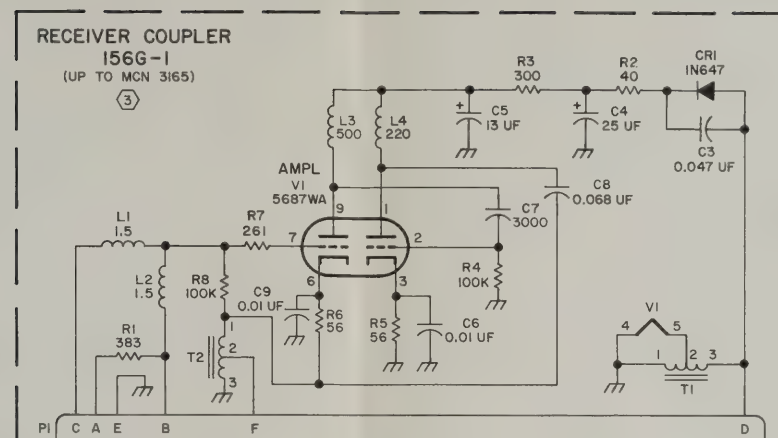 RECEIVER COUPLER
156G-1
(UP TO MCN 3165)
3
R3
300
R2
40
CR1
1N647
L3
500
L4
220
+
C5
13 UF
+
C4
25 UF
C3
0.047 UF
AMPL
V1
5687WA
C8
0.068 UF
9
1
C7
3000
L1
1.5
R7
261
7
2
L2
1.5
R8
100K
C9
0.01 UF
6
3
R4
100K
R6
56
R5
56
C6
0.01 UF
V1
4
5
R1
383
1
2
3
T2
1
2
3
T1
P1
C
A
E
B
F
D